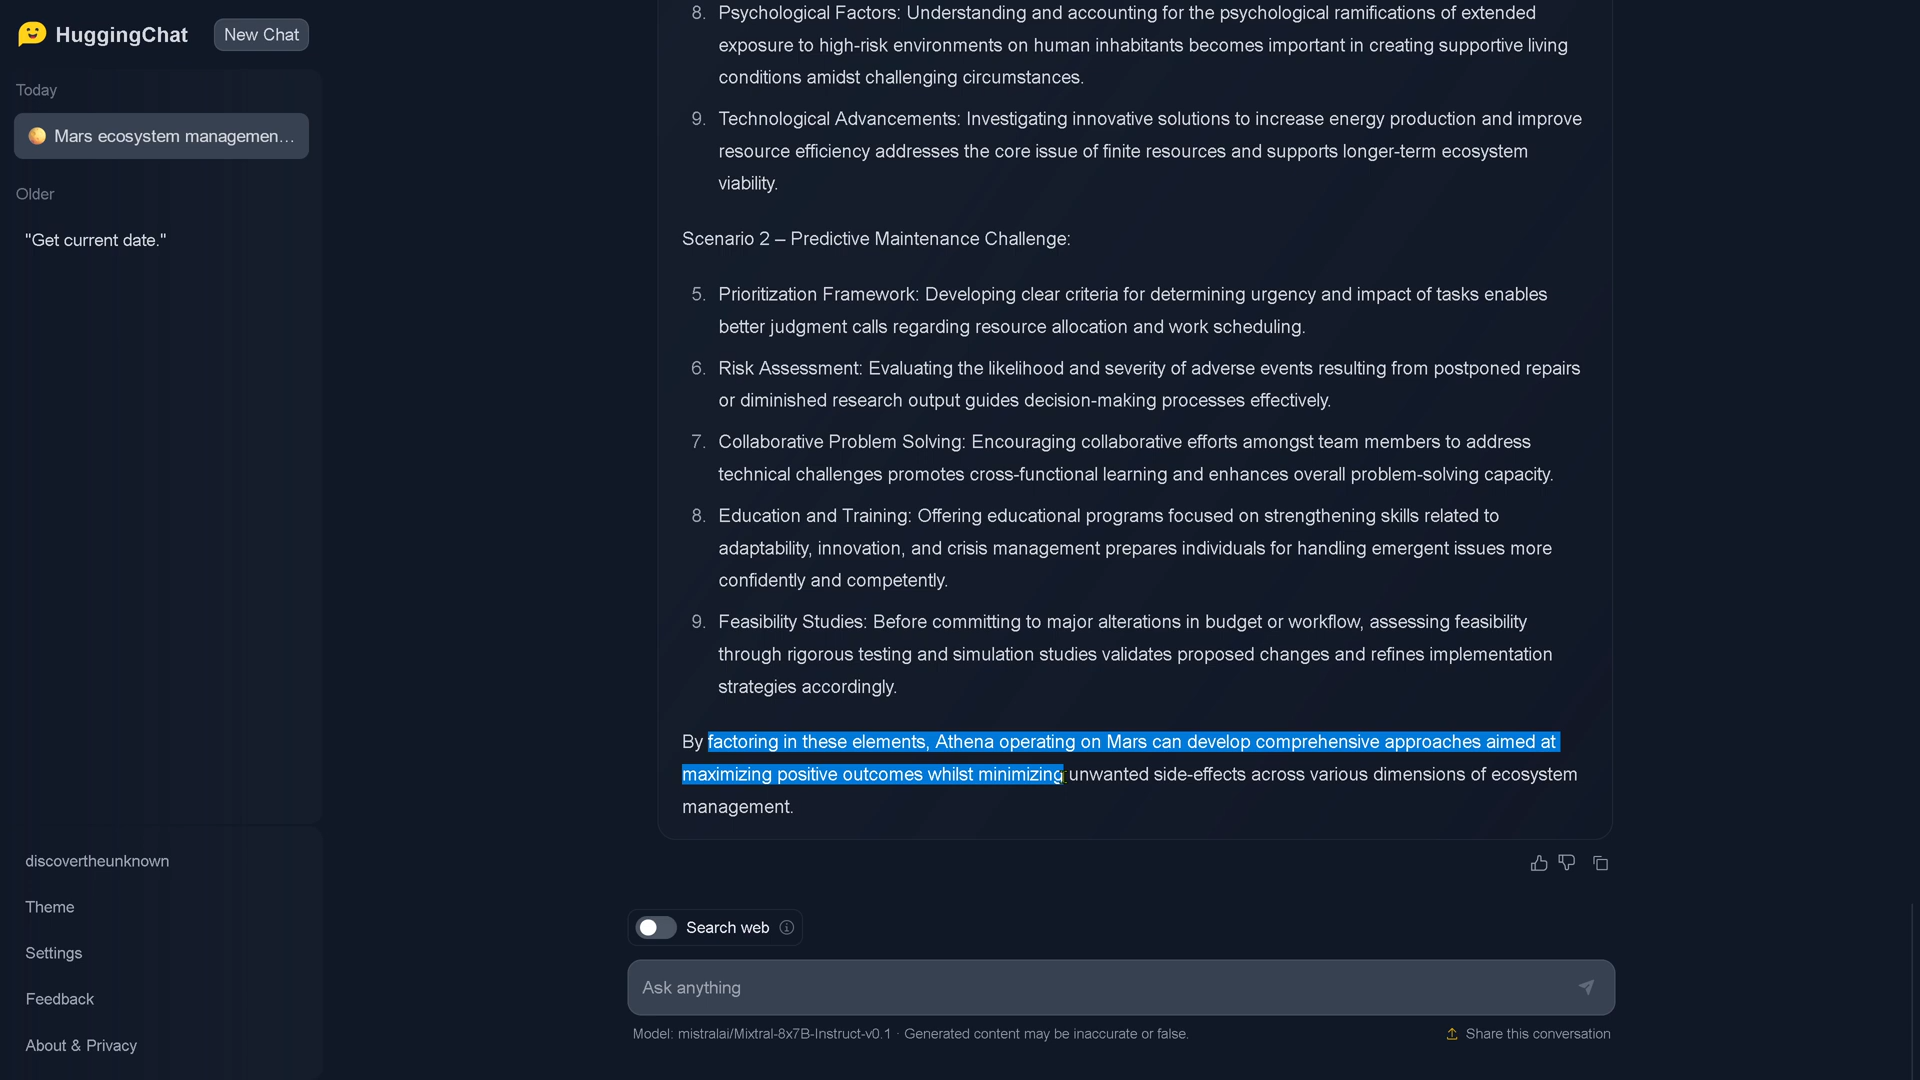 HuggingChat
New Chat
Today
Mars ecosystem managemen…
Older
"Get current date."
discovertheunknown
Theme
Settings
Feedback
About & Privacy
8. Psychological Factors: Understanding and accounting for the psychological ramifications of extended
exposure to high-risk environments on human inhabitants becomes important in creating supportive living
conditions amidst challenging circumstances.
9. Technological Advancements: Investigating innovative solutions to increase energy production and improve
resource efficiency addresses the core issue of finite resources and supports longer-term ecosystem
viability.
Scenario 2 – Predictive Maintenance Challenge:
5. Prioritization Framework: Developing clear criteria for determining urgency and impact of tasks enables
better judgment calls regarding resource allocation and work scheduling.
6. Risk Assessment: Evaluating the likelihood and severity of adverse events resulting from postponed repairs
or diminished research output guides decision-making processes effectively.
7. Collaborative Problem Solving: Encouraging collaborative efforts amongst team members to address
technical challenges promotes cross-functional learning and enhances overall problem-solving capacity.
8. Education and Training: Offering educational programs focused on strengthening skills related to
adaptability, innovation, and crisis management prepares individuals for handling emergent issues more
confidently and competently.
9. Feasibility Studies: Before committing to major alterations in budget or workflow, assessing feasibility
through rigorous testing and simulation studies validates proposed changes and refines implementation
strategies accordingly.
By factoring in these elements, Athena operating on Mars can develop comprehensive approaches aimed at
maximizing positive outcomes whilst minimizing unwanted side-effects across various dimensions of ecosystem
management.
Search web
Ask anything
Model: mistralai/Mixtral-8x7B-Instruct-v0.1 · Generated content may be inaccurate or false.
Share this conversation